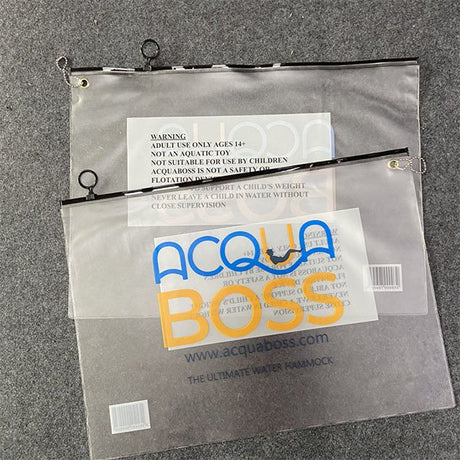 WARNING
ADULT USE ONLY AGES 14+
NOT AN AQUATIC TOY
NOT SUITABLE FOR USE BY CHILDREN
ACQUABOSS IS NOT A SAFETY OR
FLOTATION
SUPPORT A CHILD'S WEIGHT
NEVER LEAVE A CHILD IN WATER WITHOUT
CLOSE SUPERVISION
ACQUA
BOSS
www.acquaboss.com
THE ULTIMATE WATER HAMMOCK